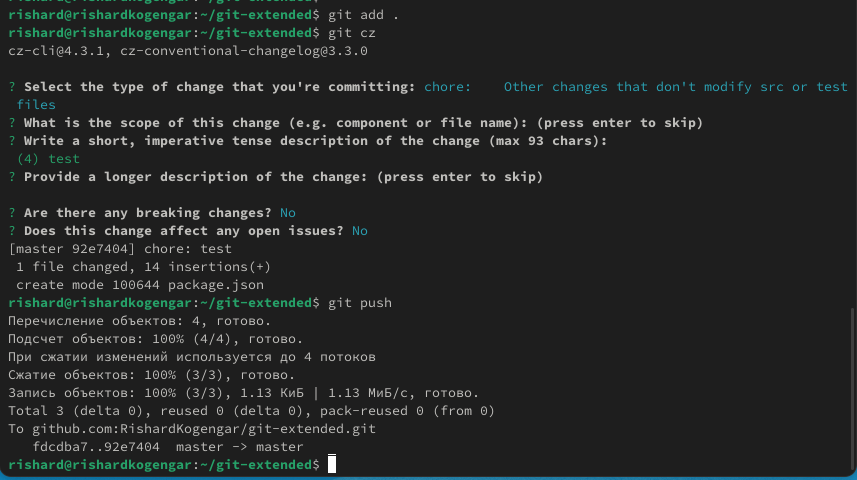 rishard@rishardkogengar:~/git-extended$ git add .
rishard@rishardkogengar:~/git-extended$ git cz
cz-cli@4.3.1, cz-conventional-changelog@3.3.0
? Select the type of change that you're committing: chore:    Other changes that don't modify src or test
 files
? What is the scope of this change (e.g. component or file name): (press enter to skip)
? Write a short, imperative tense description of the change (max 93 chars):
 (4) test
? Provide a longer description of the change: (press enter to skip)
? Are there any breaking changes? No
? Does this change affect any open issues? No
[master 92e7404] chore: test
 1 file changed, 14 insertions(+)
 create mode 100644 package.json
rishard@rishardkogengar:~/git-extended$ git push
Перечисление объектов: 4, готово.
Подсчет объектов: 100% (4/4), готово.
При сжатии изменений используется до 4 потоков
Сжатие объектов: 100% (3/3), готово.
Запись объектов: 100% (3/3), 1.13 КиБ | 1.13 МиБ/с, готово.
Total 3 (delta 0), reused 0 (delta 0), pack-reused 0 (from 0)
To github.com:RishardKogengar/git-extended.git
   fdcdba7..92e7404  master -> master
rishard@rishardkogengar:~/git-extended$